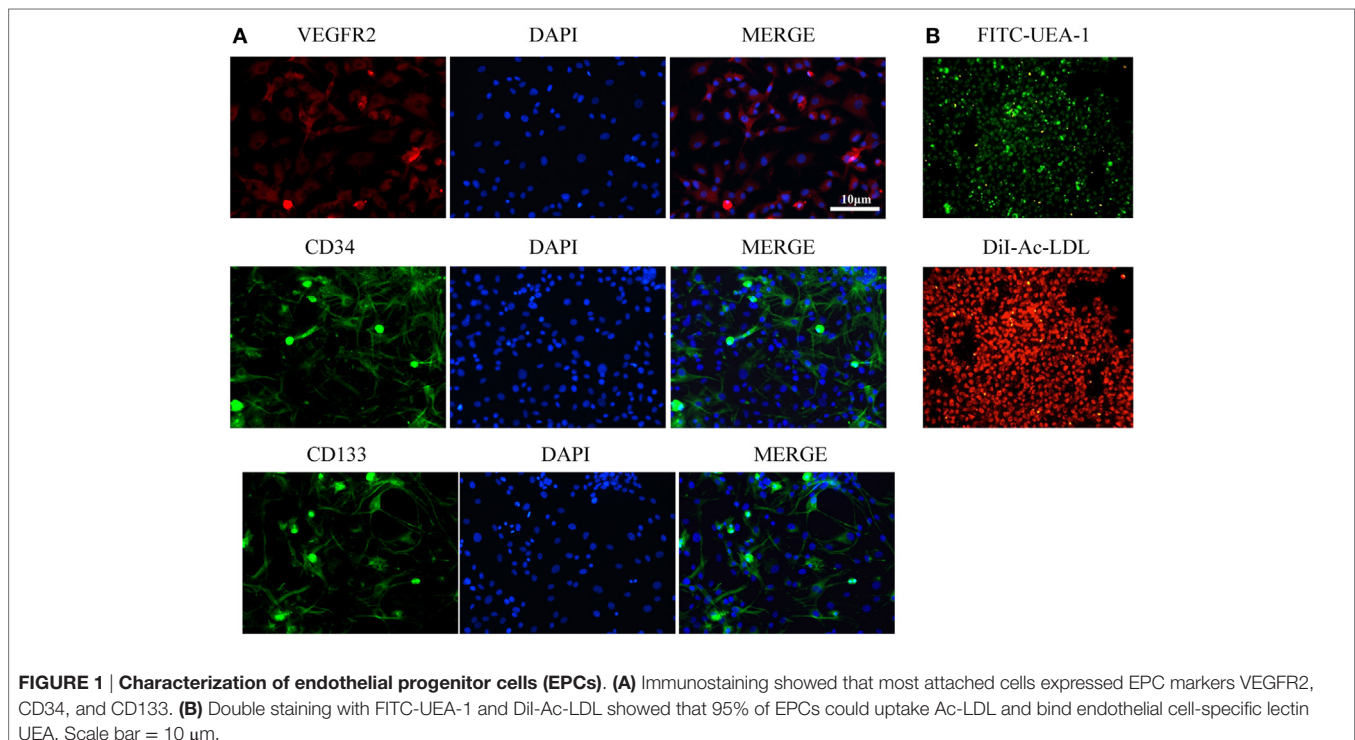 A VEGFR2 DAPI MERGE B FITC-UEA-1
10μm
CD34 DAPI MERGE DiI-Ac-LDL
CD133 DAPI MERGE
FIGURE 1 | Characterization of endothelial progenitor cells (EPCs). (A) Immunostaining showed that most attached cells expressed EPC markers VEGFR2,
CD34, and CD133. (B) Double staining with FITC-UEA-1 and DiI-Ac-LDL showed that 95% of EPCs could uptake Ac-LDL and bind endothelial cell-specific lectin
UEA. Scale bar = 10 μm.